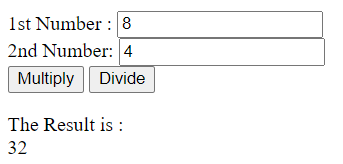 1st Number : 8
2nd Number: 4
Multiply Divide
The Result is :
32